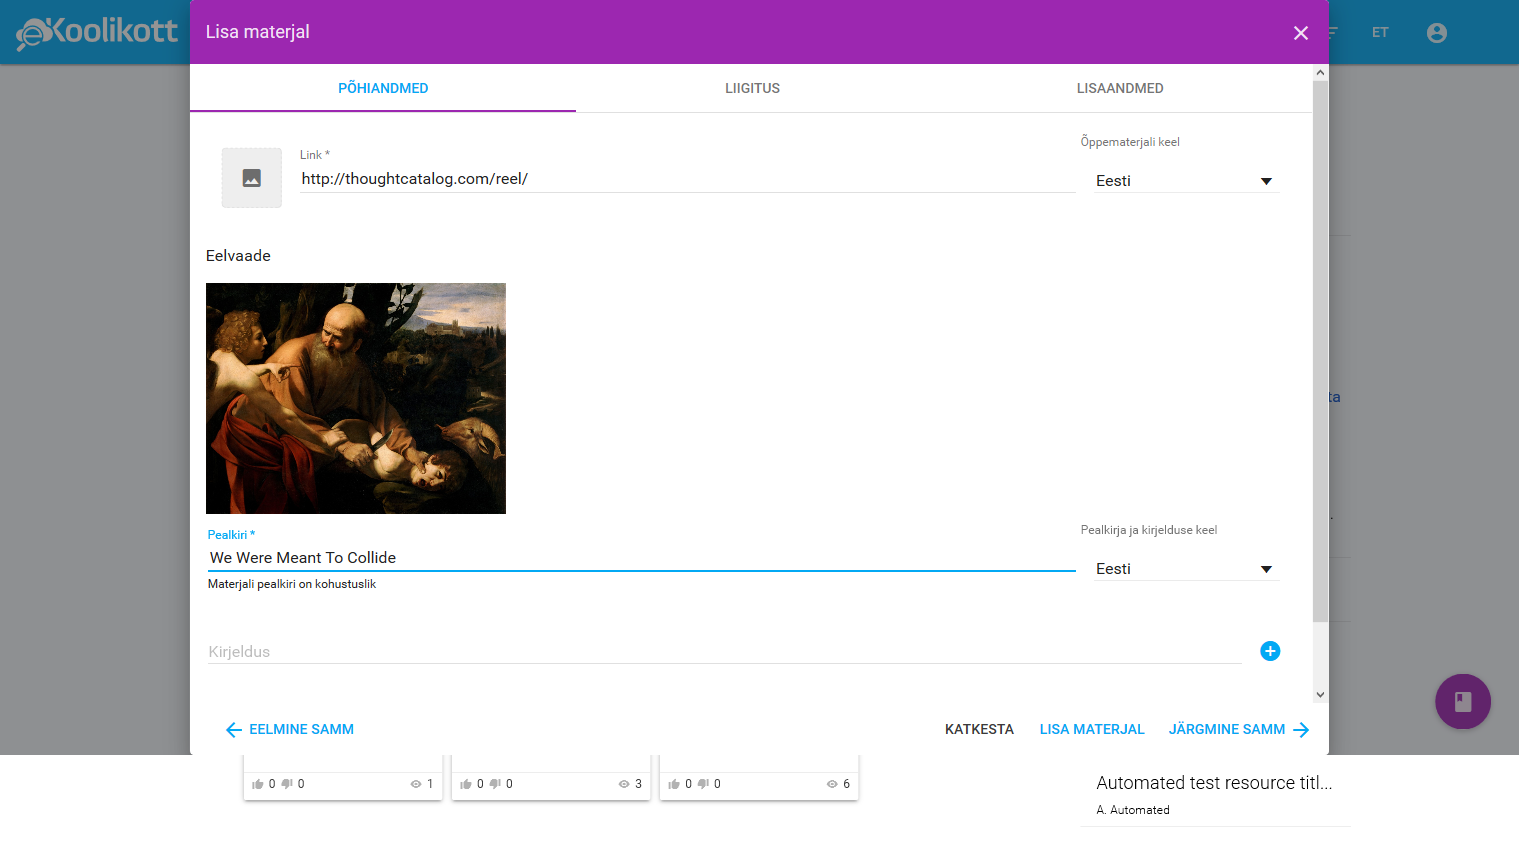 Koolikott
Lisa materjal
ET
PÕHIANDMED
LIIGITUS
LISAANDMED
Link *
http://thoughtcatalog.com/reel/
Õppematerjali keel
Eesti
Eelvaade
ta
Pealkiri *
We Were Meant To Collide
Materjali pealkiri on kohustuslik
Pealkirja ja kirjelduse keel
Eesti
Kirjeldus
EELMINE SAMM
KATKESTA
LISA MATERJAL
JÄRGMINE SAMM
0 0 1
0 0 3
0 0 6
Automated test resource titl...
A. Automated